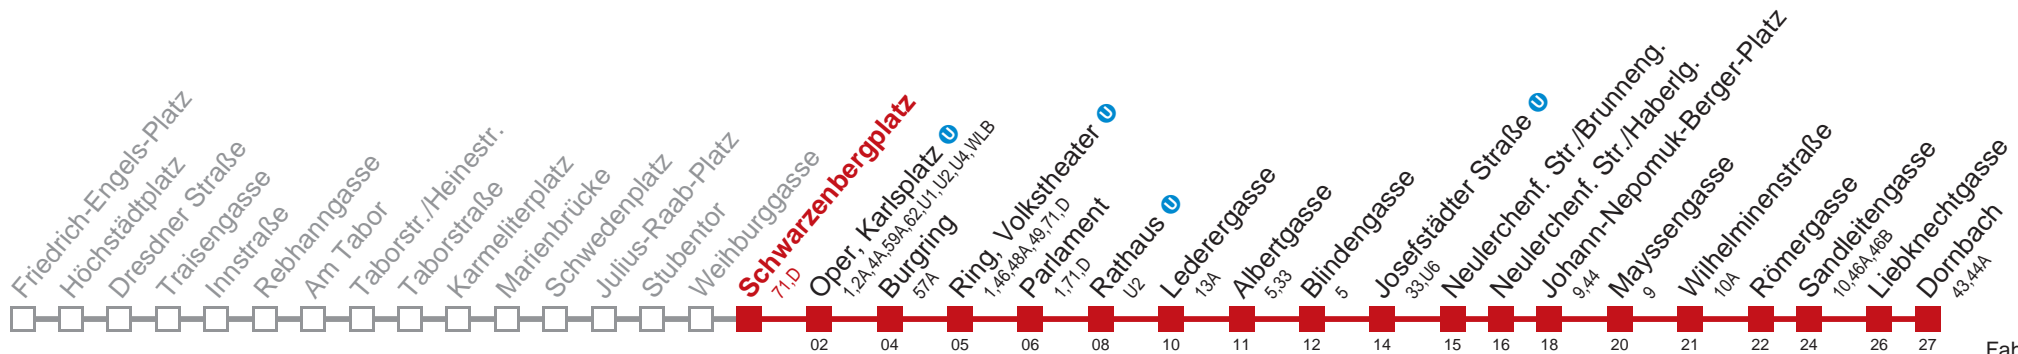 Friedrich-Engels-Platz
Höchstädtplatz
Dresdner Straße
Traisengasse
Innstraße
Rebhanngasse
Am Tabor
Taborstr./Heinestr.
Taborstraße
Karmeliterplatz
Marienbrücke
Schwedenplatz
Julius-Raab-Platz
Stubentor
Weihburggasse
Schwarzenbergplatz
71,D
Oper, Karlsplatz U
1,2A,4A,59A,62,U1,U2,U4,WLB
Burgring
57A
Ring, Volkstheater U
1,46,48A,49,71,D
Parlament
1,71,D
Rathaus U
U2
Lederergasse
13A
Albertgasse
5,33
Blindengasse
5
Josefstädter Straße U
33,U6
Neulerchenf. Str./Brunneng.
Neulerchenf. Str./Haberlg.
Johann-Nepomuk-Berger-Platz
9,44
Mayssengasse
9
Wilhelminenstraße
10A
Römergasse
Sandleitengasse
10,46A,46B
Liebknechtgasse
Dornbach
43,44A
02 04 05 06 08 10 11 12 14 15 16 18 20 21 22 24 26 27